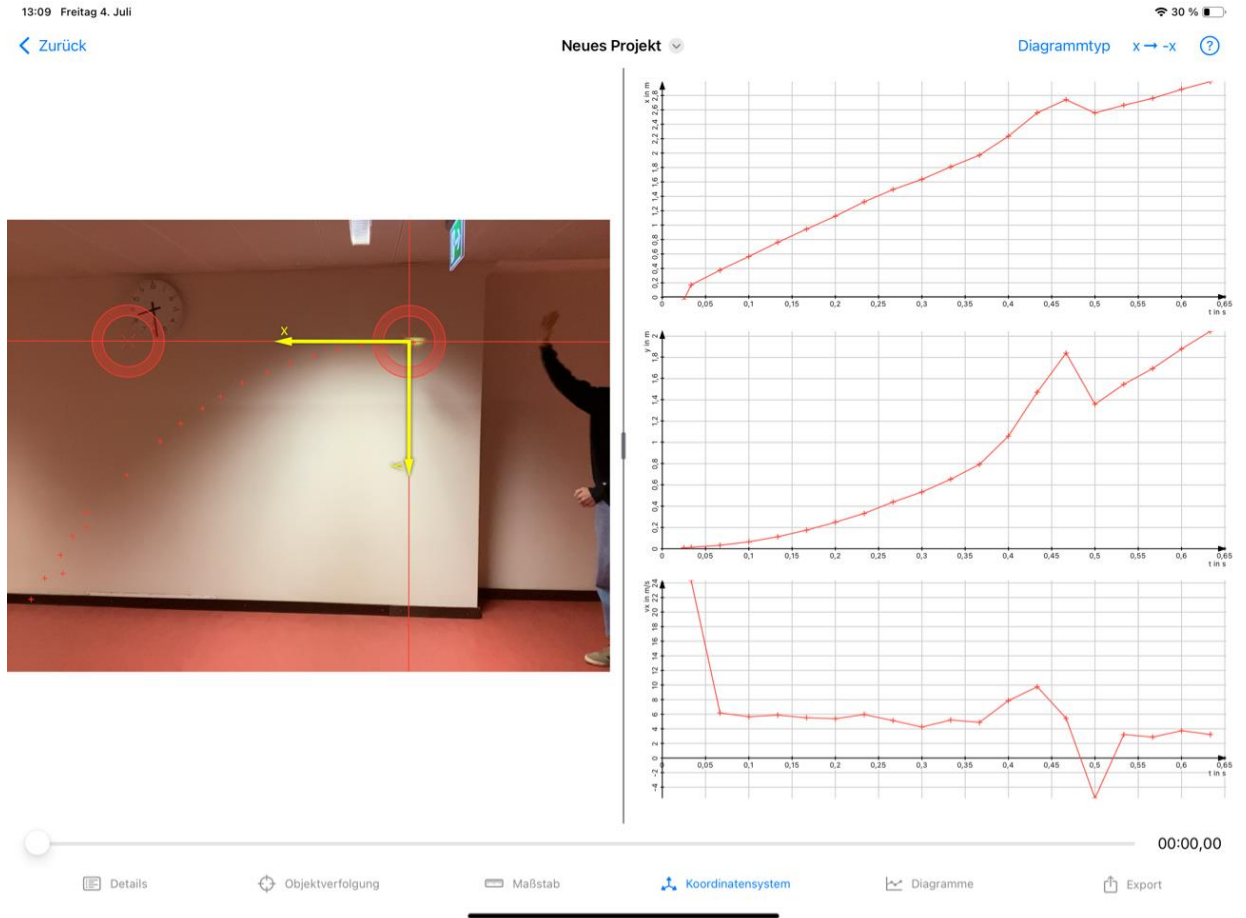 13:09 Freitag 4. Juli
30 %
Zurück
Neues Projekt
Diagrammtyp x → -x ?
X
y
x in m
2,8
2,6
2,4
2,2
2
1,8
1,6
1,4
1,2
1
0,8
0,6
0,4
0,2
0
0 0,05 0,1 0,15 0,2 0,25 0,3 0,35 0,4 0,45 0,5 0,55 0,6 0,65
t in s
y in m
2
1,8
1,6
1,4
1,2
1
0,8
0,6
0,4
0,2
0
0 0,05 0,1 0,15 0,2 0,25 0,3 0,35 0,4 0,45 0,5 0,55 0,6 0,65
t in s
vx in m/s
24
22
20
18
16
14
12
10
8
6
4
2
0
-2
-4
0 0,05 0,1 0,15 0,2 0,25 0,3 0,35 0,4 0,45 0,5 0,55 0,6 0,65
t in s
00:00,00
Details Objektverfolgung Maßstab Koordinatensystem Diagramme Export